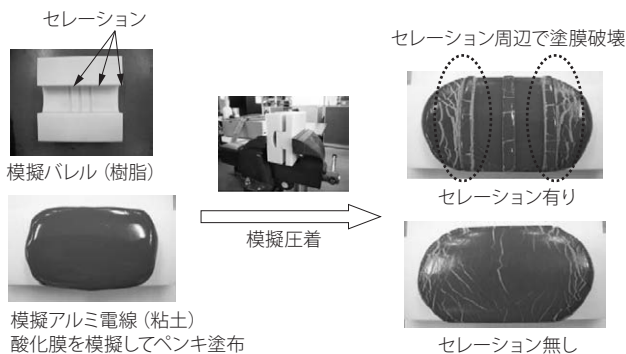 セレーション
模擬バレル（樹脂）
模擬アルミ電線（粘土）
酸化膜を模擬してペンキ塗布
模擬圧着
セレーション周辺で塗膜破壊
セレーション有り
セレーション無し